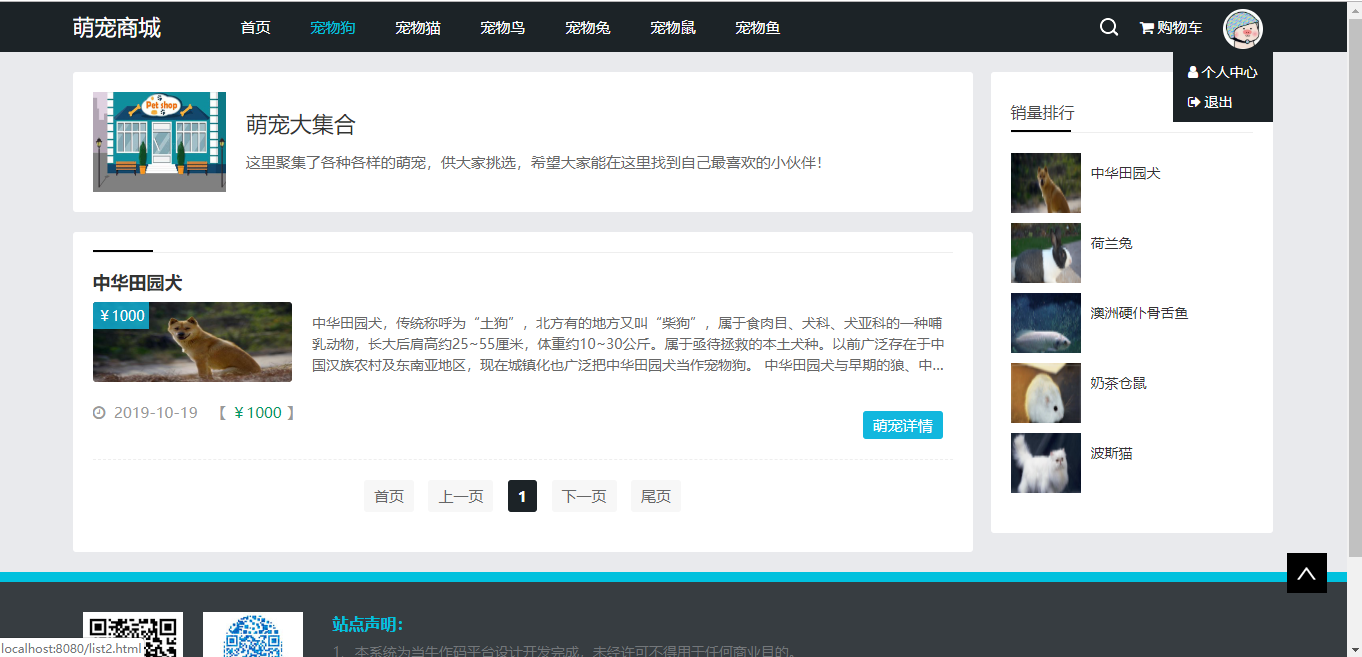 萌宠商城 首页 宠物狗 宠物猫 宠物鸟 宠物兔 宠物鼠 宠物鱼 购物车
个人中心
退出
Pet shop
萌宠大集合
这里聚集了各种各样的萌宠，供大家挑选，希望大家能在这里找到自己最喜欢的小伙伴！
中华田园犬
￥1000
中华田园犬，传统称呼为“土狗”，北方有的地方又叫“柴狗”，属于食肉目、犬科、犬亚科的一种哺
乳动物，长大后肩高约25~55厘米，体重约10~30公斤。属于亟待拯救的本土犬种。以前广泛存在于中
国汉族农村及东南亚地区，现在城镇化也广泛把中华田园犬当作宠物狗。 中华田园犬与早期的狼、中...
2019-10-19 【￥1000】
萌宠详情
首页 上一页 1 下一页 尾页
销量排行
中华田园犬
荷兰兔
澳洲硬仆骨舌鱼
奶茶仓鼠
波斯猫
站点声明：
1、本系统为当牛作码平台设计开发完成，未经许可不得用于任何商业目的。
localhost:8080/list2.html